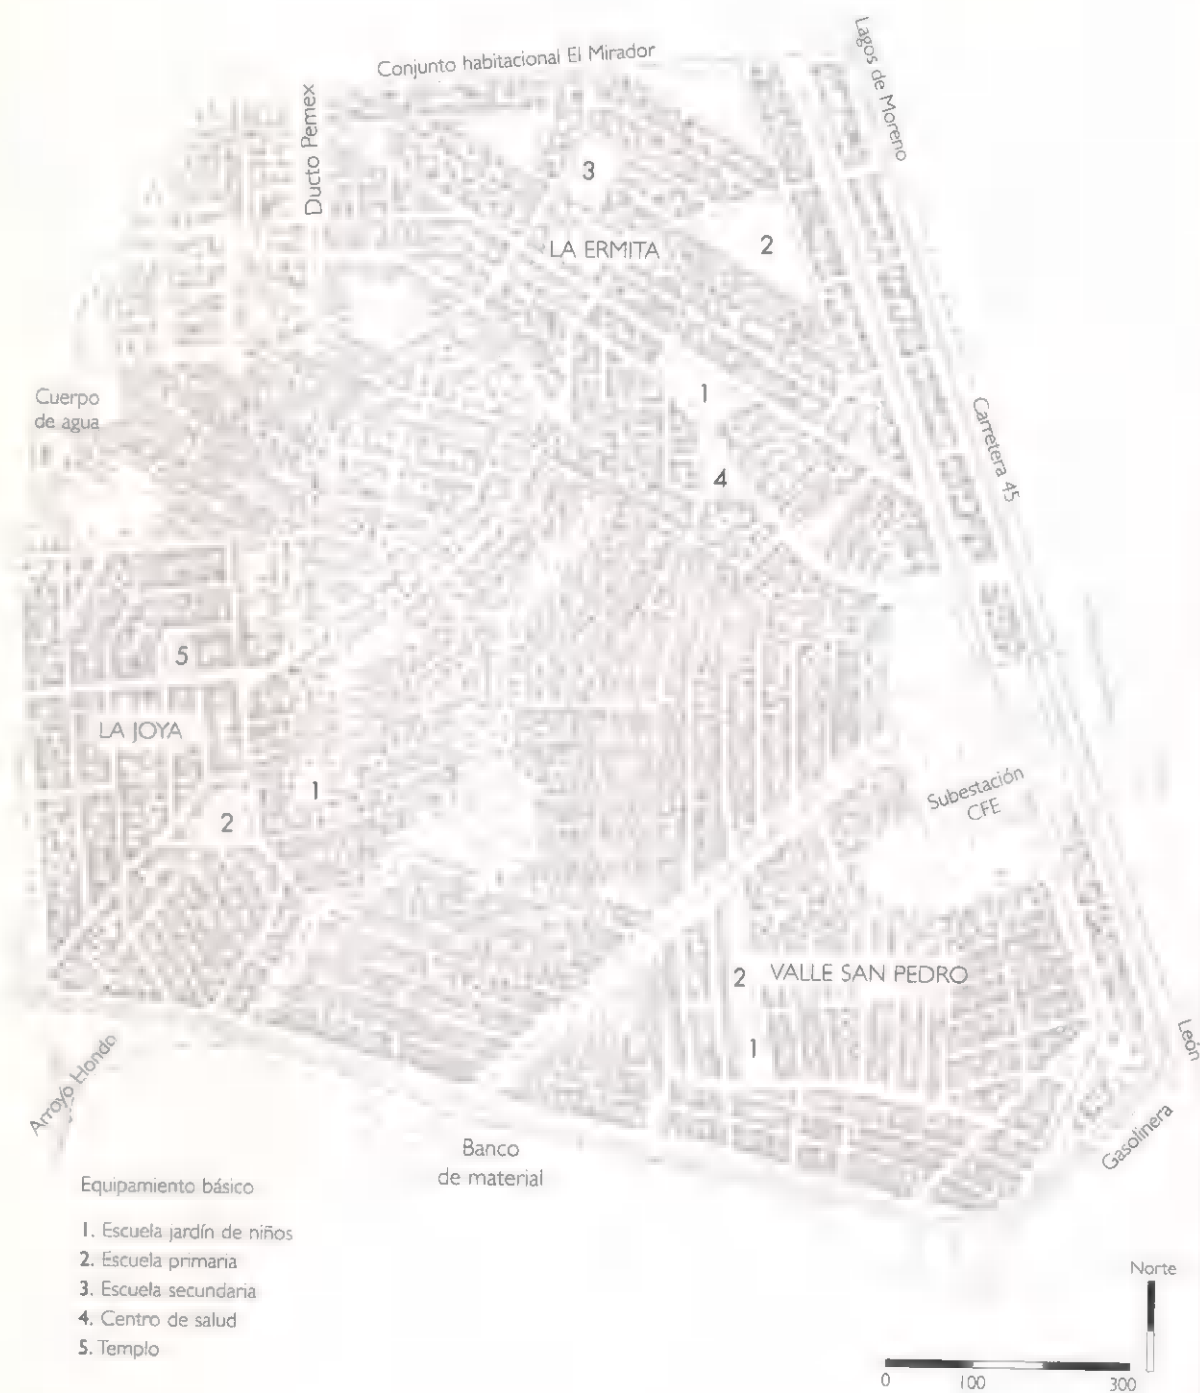 Conjunto habitacional El Mirador
Lagos de Moreno
Ducto Pemex
3
LA ERMITA
2
1
Cuerpo
de agua
Carretera 45
4
5
LA JOYA
1
2
Subestación
CFE
2 VALLE SAN PEDRO
1
León
Arroyo Hondo
Gasolinera
Banco
de material
Equipamiento básico
1. Escuela jardín de niños
2. Escuela primaria
3. Escuela secundaria
4. Centro de salud
5. Templo
Norte
0 100 300